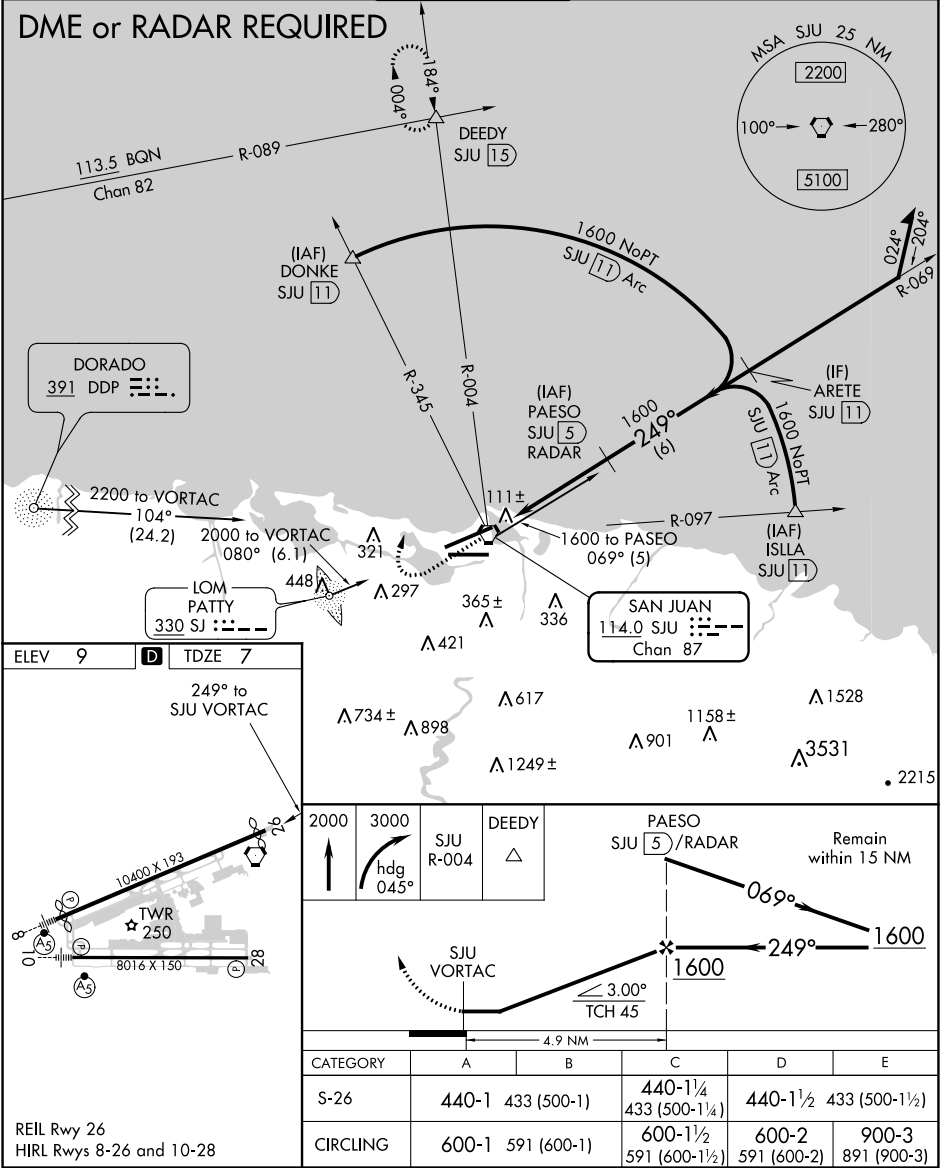 DME or RADAR REQUIRED
MSA SJU 25 NM
2200
100°
280°
5100
184°
004°
DEEDY
SJU 15
113.5 BQN
R-089
Chan 82
(IAF)
DONKE
SJU 11
1600 NoPT
SJU 11 Arc
024°
204°
R-069
DORADO
391 DDP
R-345
R-004
(IAF)
PAESO
SJU 5
RADAR
1600
249°
(6)
(IF)
ARETE
SJU 11
1600 NoPT
SJU 11 Arc
2200 to VORTAC
104°
(24.2)
2000 to VORTAC
080° (6.1)
321
111±
1600 to PASEO
069° (5)
R-097
(IAF)
ISLLA
SJU 11
LOM
PATTY
330 SJ
448
297
365±
336
421
SAN JUAN
114.0 SJU
Chan 87
ELEV 9
D
TDZE 7
249° to
SJU VORTAC
734±
898
617
1249±
901
1158±
1528
3531
2215
26
10400 X 193
P
TWR
250
A5
10
P
8016 X 150
P
28
A5
REIL Rwy 26
HIRL Rwys 8-26 and 10-28
2000
3000
hdg
045°
SJU
R-004
DEEDY
PAESO
SJU 5/RADAR
Remain
within 15 NM
069°
1600
249°
1600
SJU
VORTAC
3.00°
TCH 45
4.9 NM
CATEGORY A B C D E
S-26 440-1 433 (500-1) 440-1¼ 433 (500-1¼) 440-1½ 433 (500-1½)
CIRCLING 600-1 591 (600-1) 600-1½ 591 (600-1½) 600-2 591 (600-2) 900-3 891 (900-3)